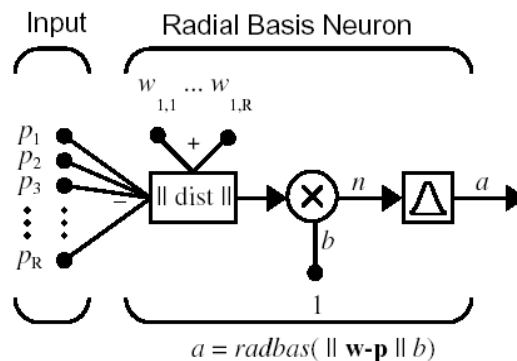 Input Radial Basis Neuron
w1,1 ... w1,R
p1
+
p2
p3
− || dist || × n a
pR
b
1
a = radbas( || w-p || b)